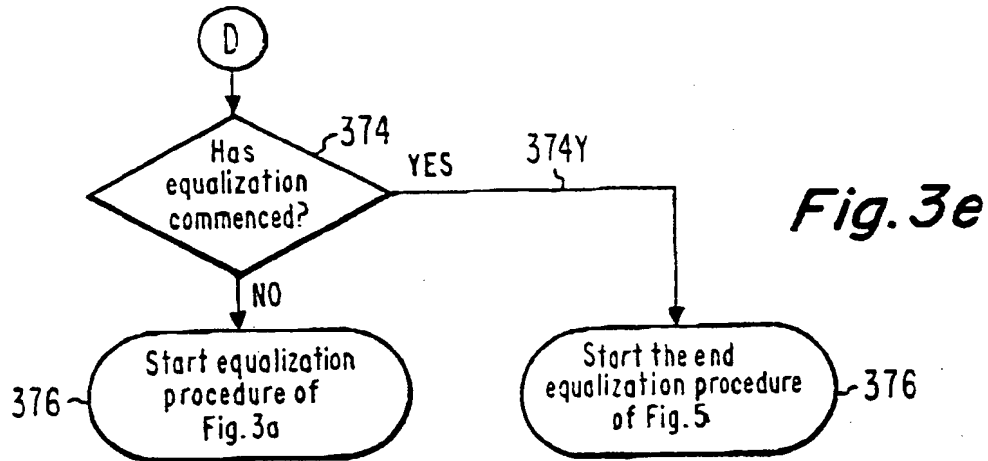 D
374
Has
equalization
commenced?
YES
374Y
Fig. 3e
NO
Start equalization
procedure of
Fig. 3a
376
Start the end
equalization procedure
of Fig. 5
376